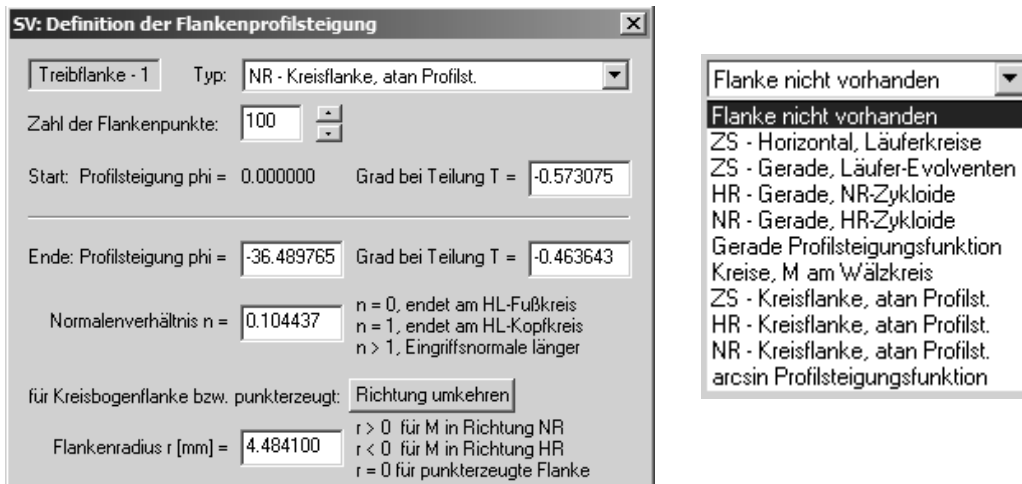 SV: Definition der Flankenprofilsteigung
Treibflanke - 1 Typ: NR - Kreisflanke, atan Profilst.
Zahl der Flankenpunkte: 100
Start: Profilsteigung phi = 0.000000 Grad bei Teilung T = -0.573075
Ende: Profilsteigung phi = -36.489765 Grad bei Teilung T = -0.463643
Normalenverhältnis n = 0.104437
n = 0, endet am HL-Fußkreis
n = 1, endet am HL-Kopfkreis
n > 1, Eingriffsnormale länger
für Kreisbogenflanke bzw. punkterzeugt: Richtung umkehren
Flankenradius r [mm] = 4.484100
r > 0 für M in Richtung NR
r < 0 für M in Richtung HR
r = 0 für punkterzeugte Flanke
Flanke nicht vorhanden
Flanke nicht vorhanden
ZS - Horizontal, Läuferkreise
ZS - Gerade, Läufer-Evolventen
HR - Gerade, NR-Zykloide
NR - Gerade, HR-Zykloide
Gerade Profilsteigungsfunktion
Kreise, M am Wälzkreis
ZS - Kreisflanke, atan Profilst.
HR - Kreisflanke, atan Profilst.
NR - Kreisflanke, atan Profilst.
arcsin Profilsteigungsfunktion